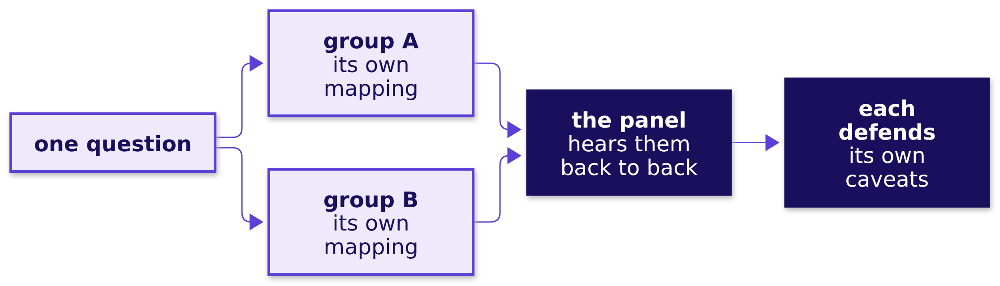 one question
group A
its own
mapping
group B
its own
mapping
the panel
hears them
back to back
each
defends
its own
caveats